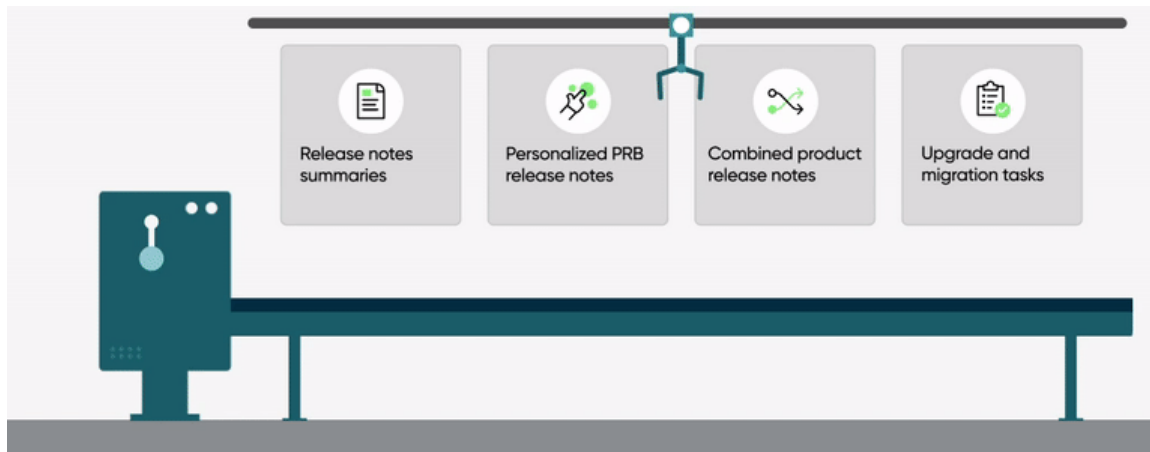 Release notes
summaries
Personalized PRB
release notes
Combined product
release notes
Upgrade and
migration tasks